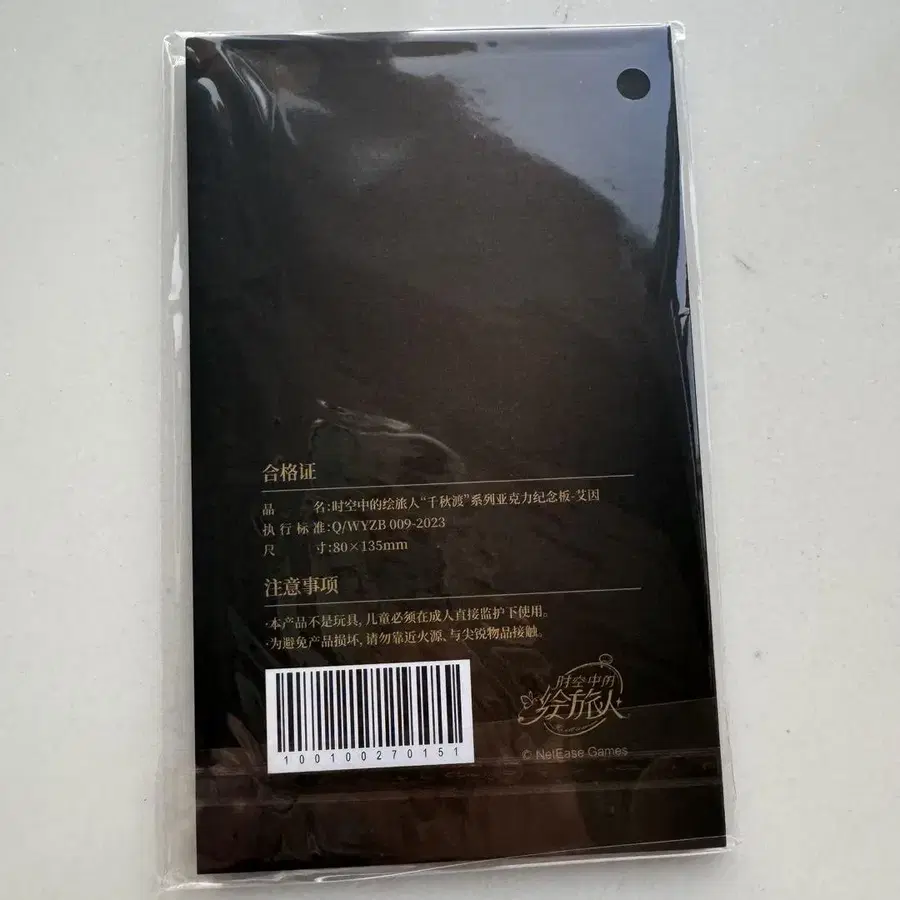 合格证
品 名:时空中的绘旅人“千秋渡”系列亚克力纪念板-艾因
执行标准:Q/WYZB 009-2023
尺 寸:80×135mm
注意事项
·本产品不是玩具,儿童必须在成人直接监护下使用。
·为避免产品损坏,请勿靠近火源,与尖锐物品接触。
100100270151
时空中的
绘旅人
© NetEase Games